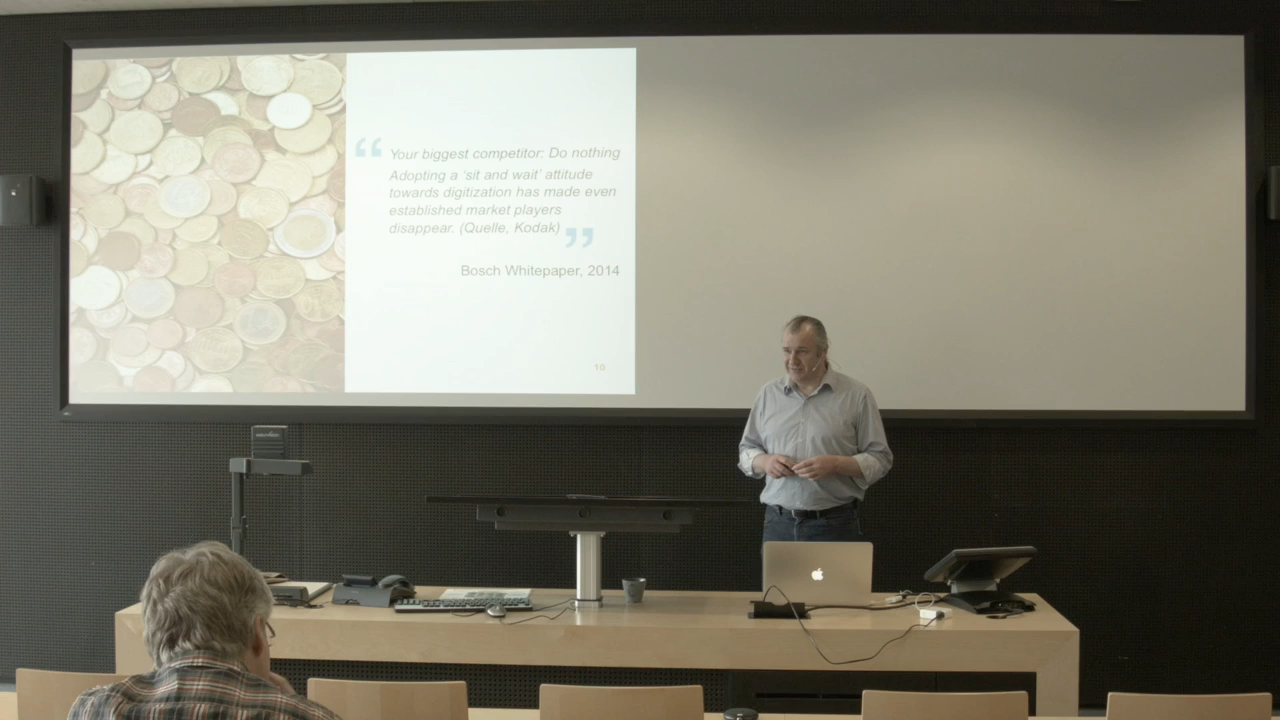 “ Your biggest competitor: Do nothing
Adopting a ‘sit and wait’ attitude
towards digitization has made even
established market players
disappear. (Quelle, Kodak) ”
Bosch Whitepaper, 2014
10